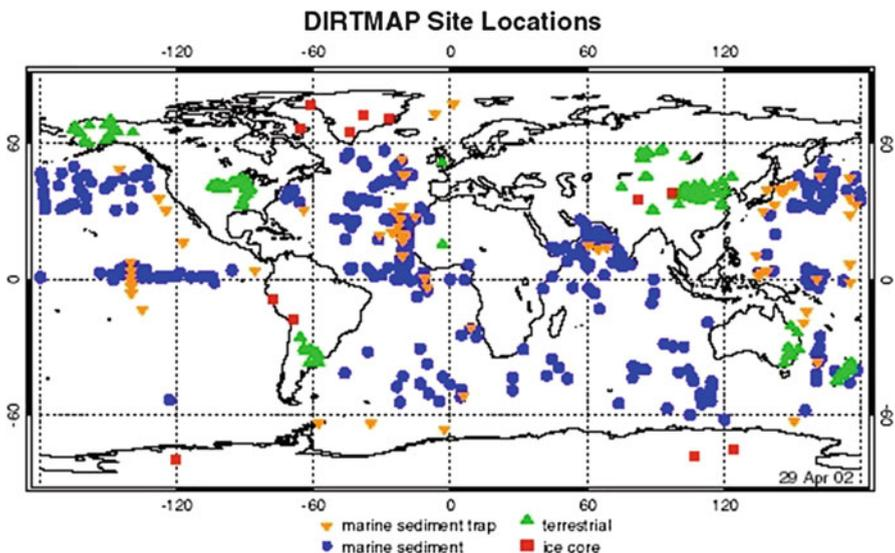 DIRTMAP Site Locations
-120 -60 0 60 120
60 60
0 0
-60 -60
29 Apr 02
-120 -60 0 60 120
marine sediment trap terrestrial
marine sediment ice core